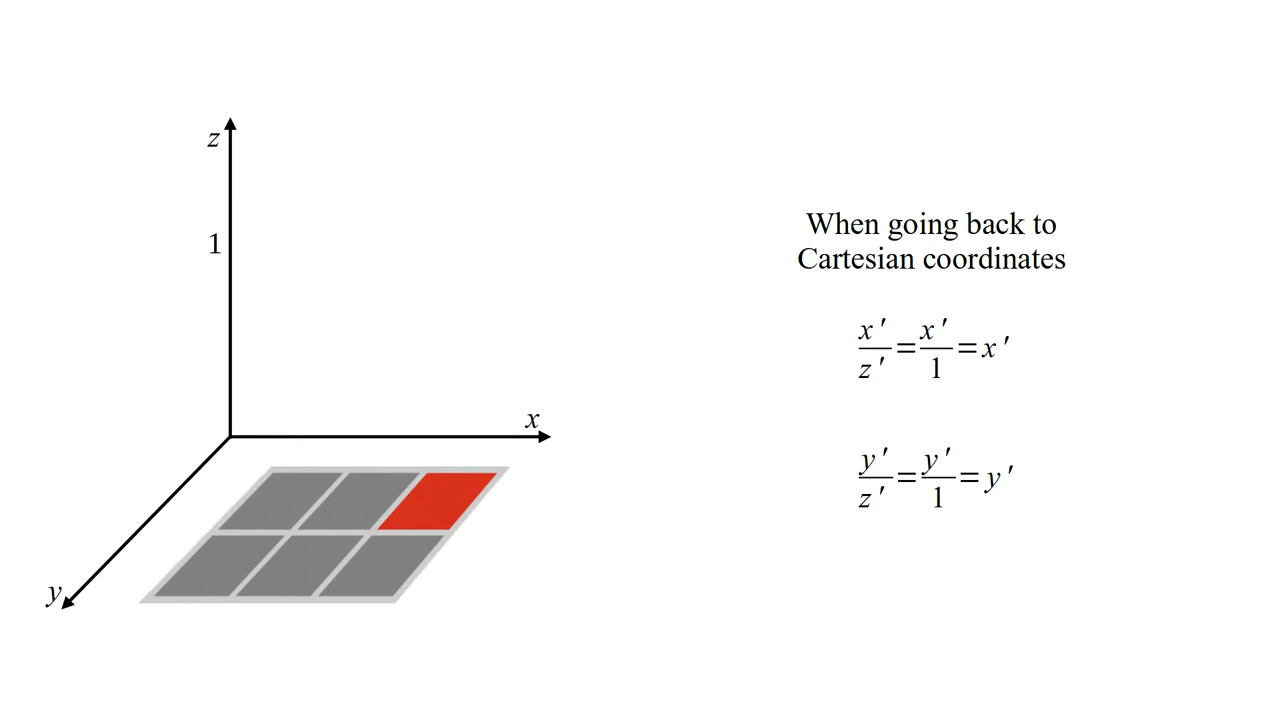 z
1
x
y
When going back to
Cartesian coordinates
x′/z′ = x′/1 = x′
y′/z′ = y′/1 = y′